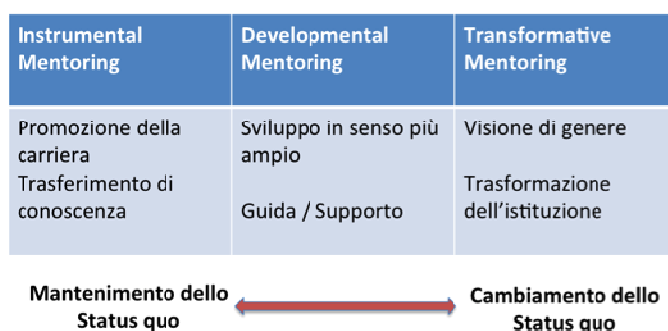 Instrumental
Mentoring
Developmental
Mentoring
Transformative
Mentoring
Promozione della
carriera
Trasferimento di
conoscenza
Sviluppo in senso più
ampio
Guida / Supporto
Visione di genere
Trasformazione
dell'istituzione
Mantenimento dello
Status quo
Cambiamento dello
Status quo